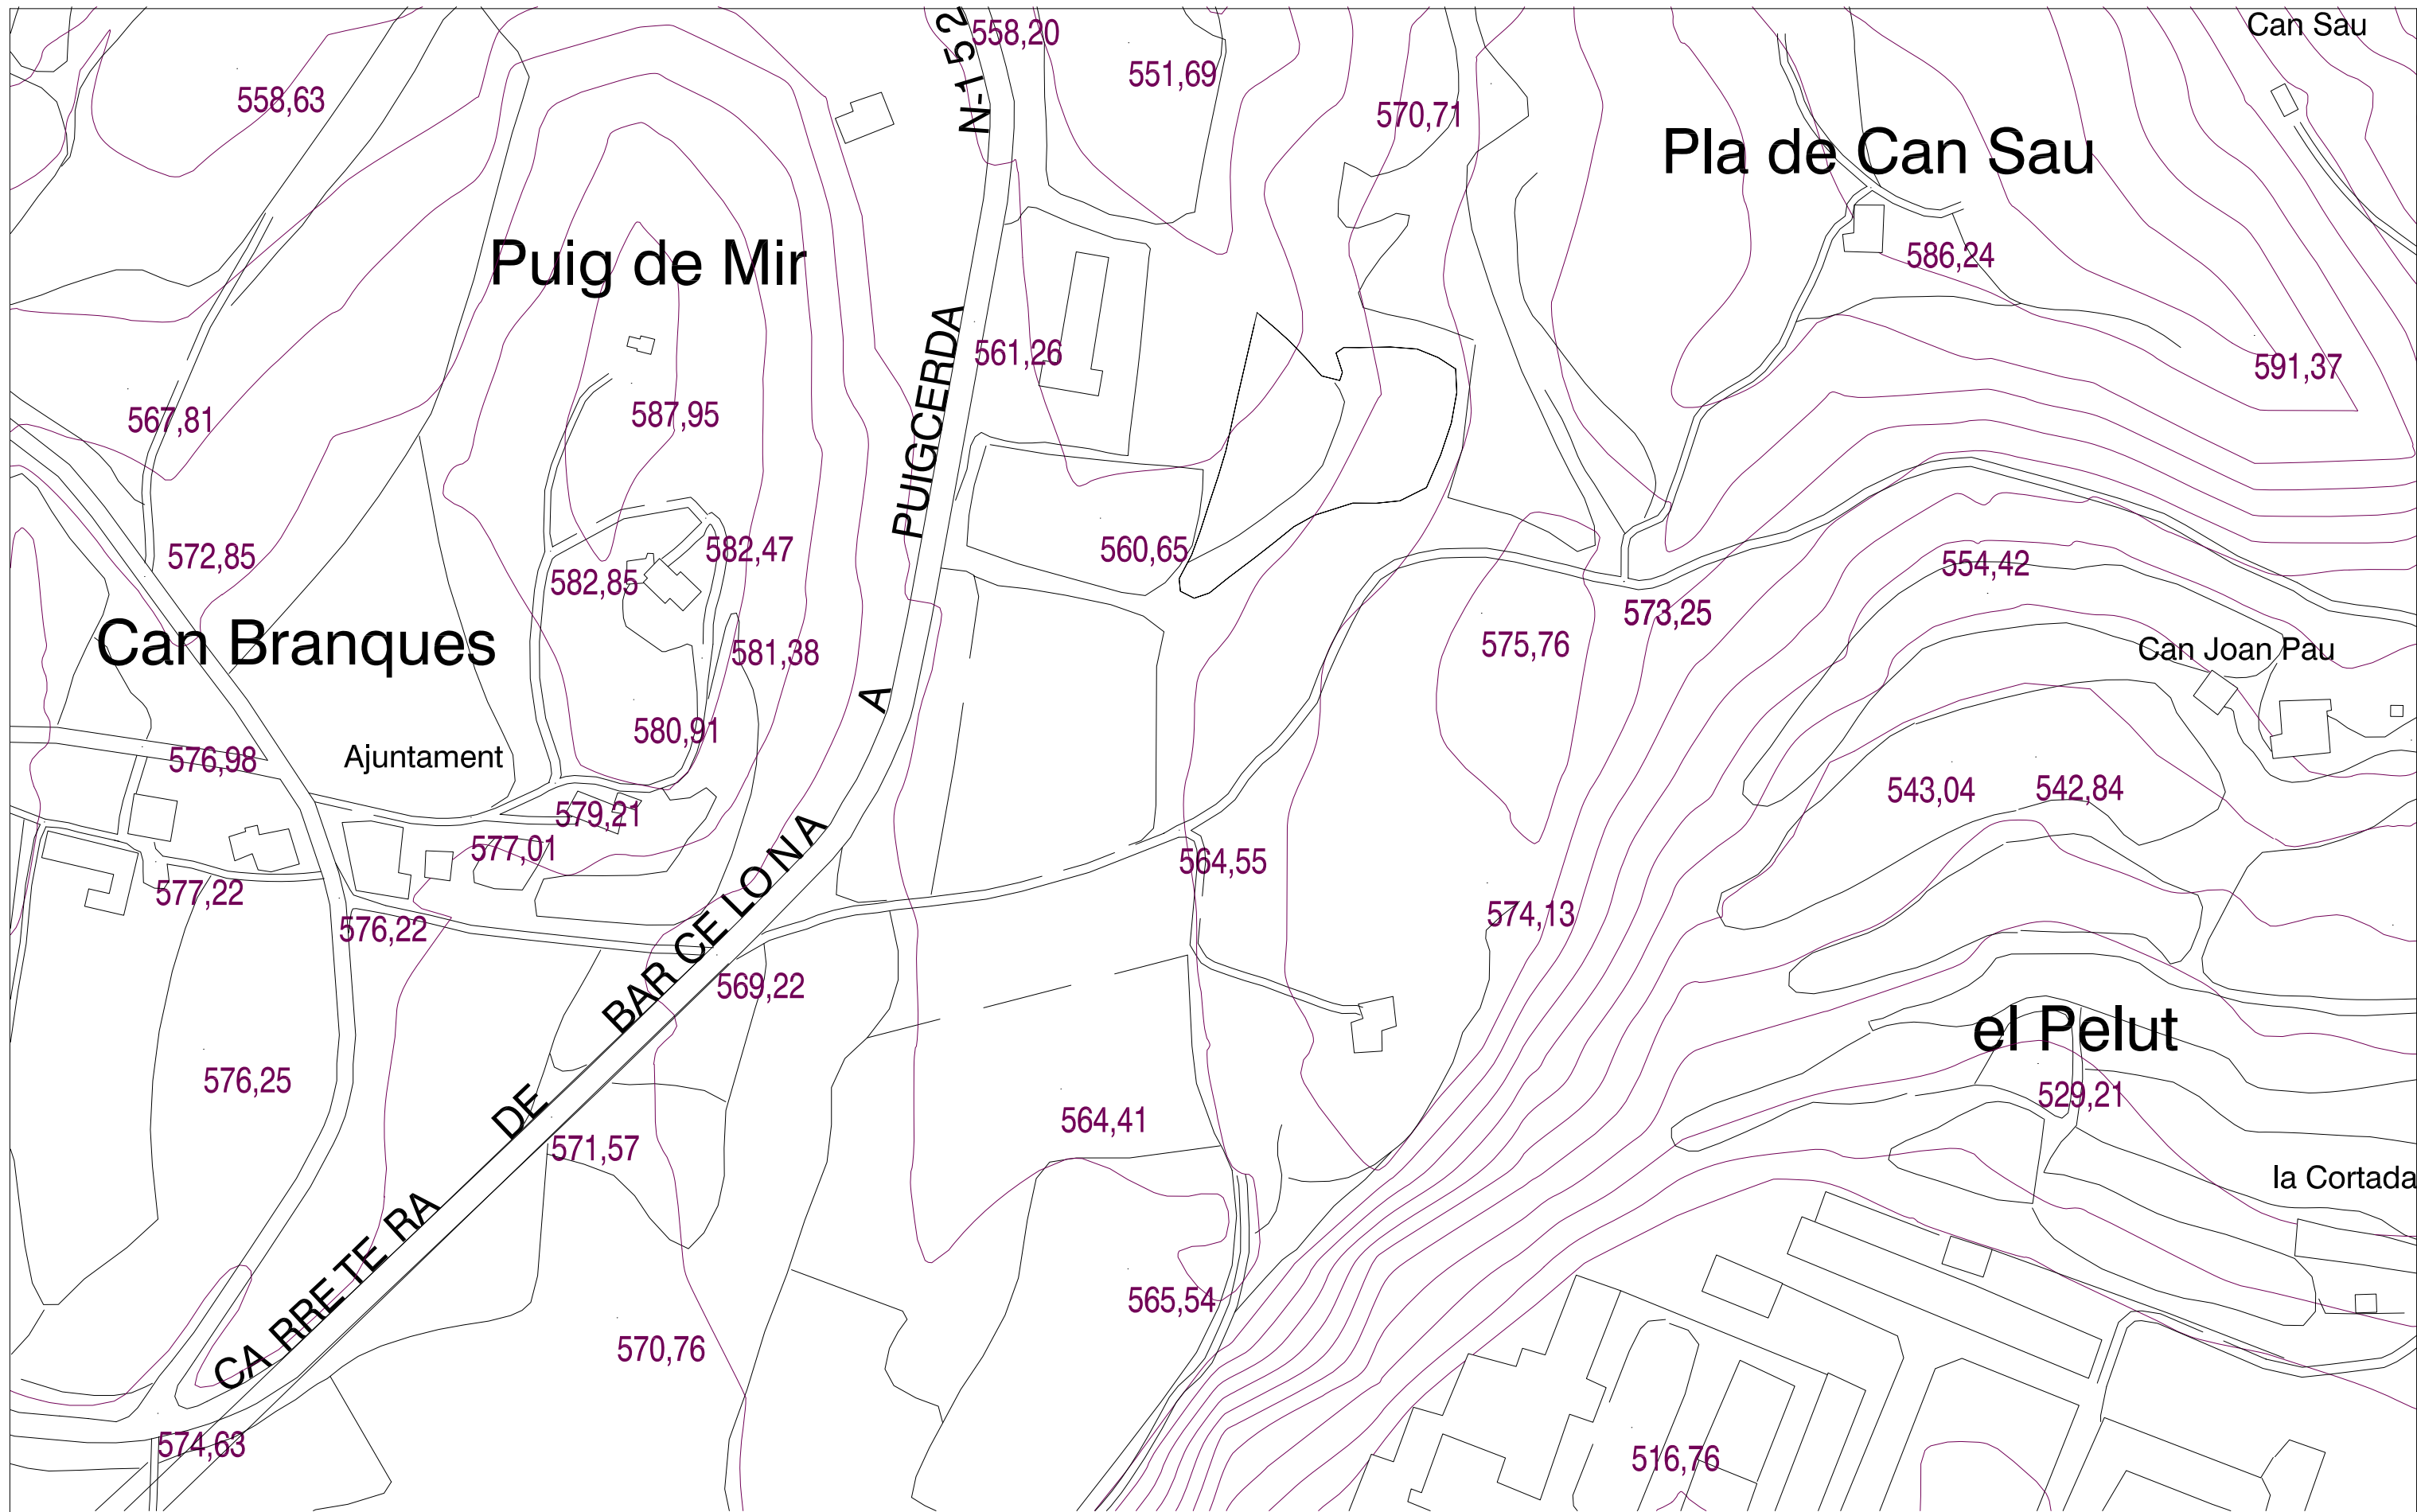 Can Sau
558,20
551,69
558,63
570,71
N-152
Pla de Can Sau
Puig de Mir
586,24
561,26
591,37
567,81
587,95
PUIGCERDA
572,85
582,47
560,65
582,85
554,42
573,25
Can Branques
581,38
575,76
Can Joan Pau
A
580,91
576,98
Ajuntament
543,04
542,84
579,21
577,01
564,55
577,22
BARCELONA
576,22
574,13
569,22
el Pelut
576,25
529,21
DE
564,41
571,57
la Cortada
CARRETERA
565,54
570,76
574,63
516,76